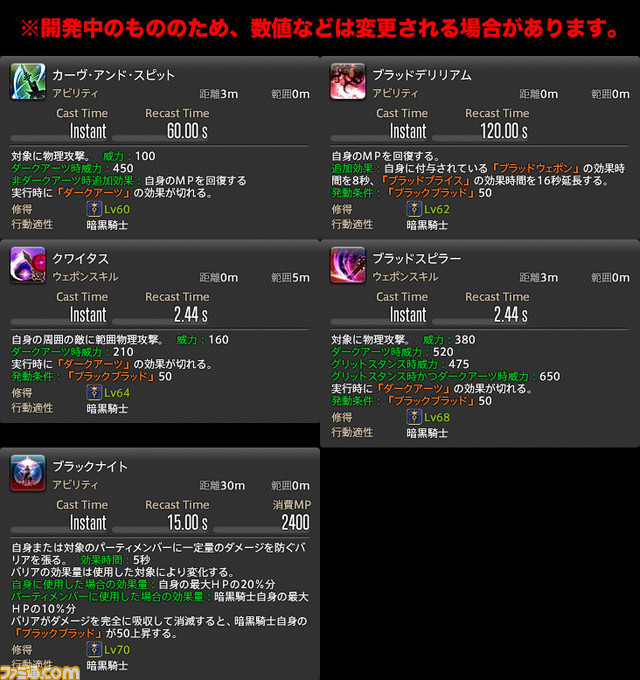 ※開発中のもののため、数値などは変更される場合があります。
カーヴ・アンド・スピット
アビリティ 距離3m 範囲0m
Cast Time Recast Time
Instant 60.00s
対象に物理攻撃。 威力：100
ダークアーツ時威力：450
非ダークアーツ時追加効果：自身のMPを回復する
実行時に「ダークアーツ」の効果が切れる。
修得 Lv60
行動適性 暗黒騎士
ブラッドデリリアム
アビリティ 距離0m 範囲0m
Cast Time Recast Time
Instant 120.00s
自身のMPを回復する。
追加効果：自身に付与されている「ブラッドウェポン」の効果時
間を8秒、「ブラッドプライス」の効果時間を16秒延長する。
発動条件：「ブラックブラッド」50
修得 Lv62
行動適性 暗黒騎士
クワイタス
ウェポンスキル 距離0m 範囲5m
Cast Time Recast Time
Instant 2.44s
自身の周囲の敵に範囲物理攻撃。 威力：160
ダークアーツ時威力：210
実行時に「ダークアーツ」の効果が切れる。
発動条件：「ブラックブラッド」50
修得 Lv64
行動適性 暗黒騎士
ブラッドスピラー
ウェポンスキル 距離3m 範囲0m
Cast Time Recast Time
Instant 2.44s
対象に物理攻撃。 威力：380
ダークアーツ時威力：520
グリットスタンス時威力：475
グリットスタンス時かつダークアーツ時威力：650
実行時に「ダークアーツ」の効果が切れる。
発動条件：「ブラックブラッド」50
修得 Lv68
行動適性 暗黒騎士
ブラックナイト
アビリティ 距離30m 範囲0m
Cast Time Recast Time 消費MP
Instant 15.00s 2400
自身または対象のパーティメンバーに一定量のダメージを防ぐバ
リアを張る。 効果時間：5秒
バリアの効果量は使用した対象により変化する。
自身に使用した場合の効果量：自身の最大HPの20％分
パーティメンバーに使用した場合の効果量：暗黒騎士自身の最大
HPの10％分
バリアがダメージを完全に吸収して消滅すると、暗黒騎士自身の
「ブラックブラッド」が50上昇する。
修得 Lv70
行動適性 暗黒騎士
ファミ通.com